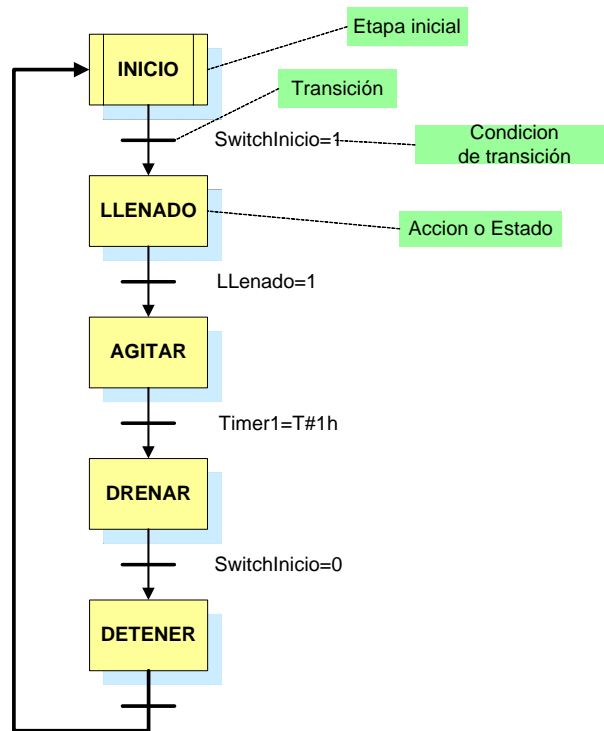 Etapa inicial
INICIO
Transición
SwitchInicio=1
Condicion
de transición
LLENADO
Accion o Estado
LLenado=1
AGITAR
Timer1=T#1h
DRENAR
SwitchInicio=0
DETENER